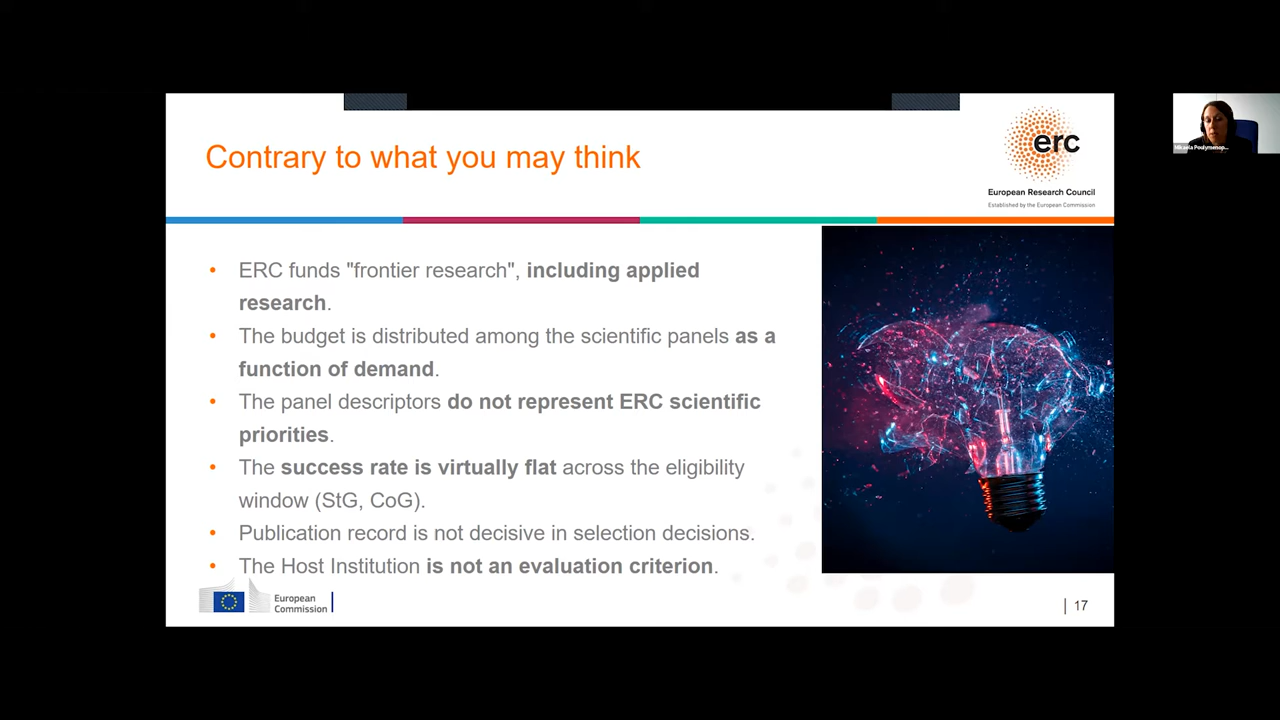 Contrary to what you may think
erc
European Research Council
Established by the European Commission
• ERC funds "frontier research", including applied
research.
• The budget is distributed among the scientific panels as a
function of demand.
• The panel descriptors do not represent ERC scientific
priorities.
• The success rate is virtually flat across the eligibility
window (StG, CoG).
• Publication record is not decisive in selection decisions.
• The Host Institution is not an evaluation criterion.
European
Commission
17